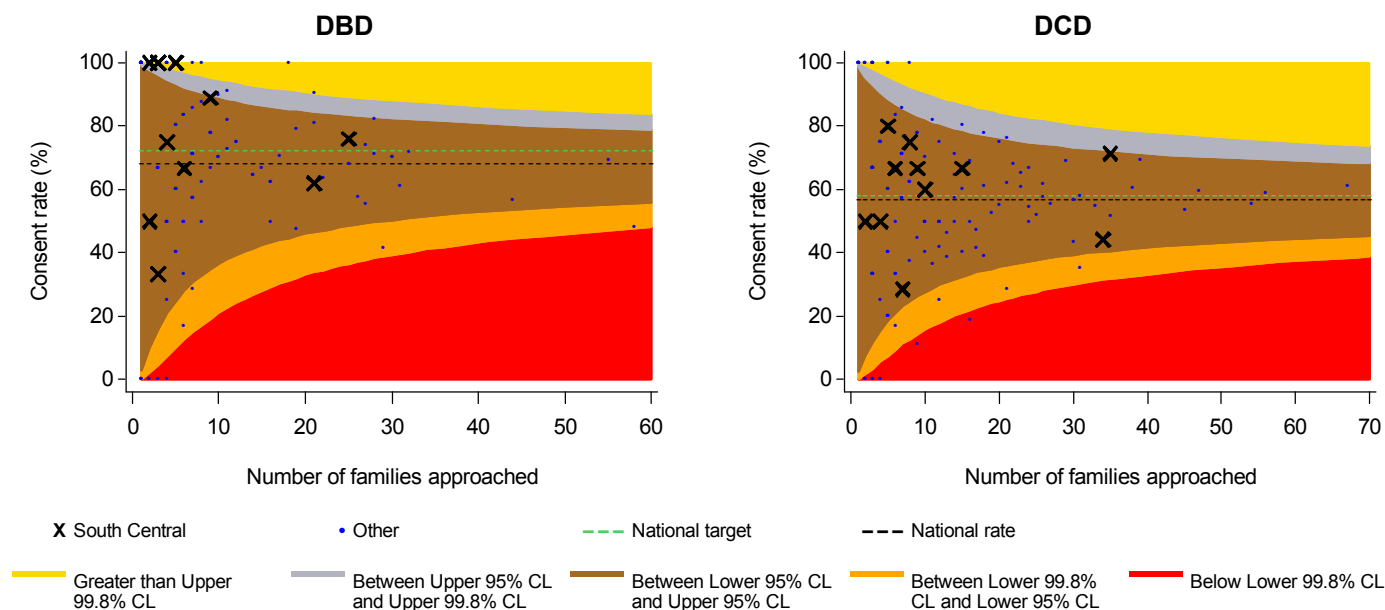 DBD
DCD
Consent rate (%)
100
80
60
40
20
0
0 10 20 30 40 50 60
Number of families approached
Consent rate (%)
100
80
60
40
20
0
0 10 20 30 40 50 60 70
Number of families approached
X South Central
Other
National target
National rate
Greater than Upper
99.8% CL
Between Upper 95% CL
and Upper 99.8% CL
Between Lower 95% CL
and Upper 95% CL
Between Lower 99.8%
CL and Lower 95% CL
Below Lower 99.8% CL